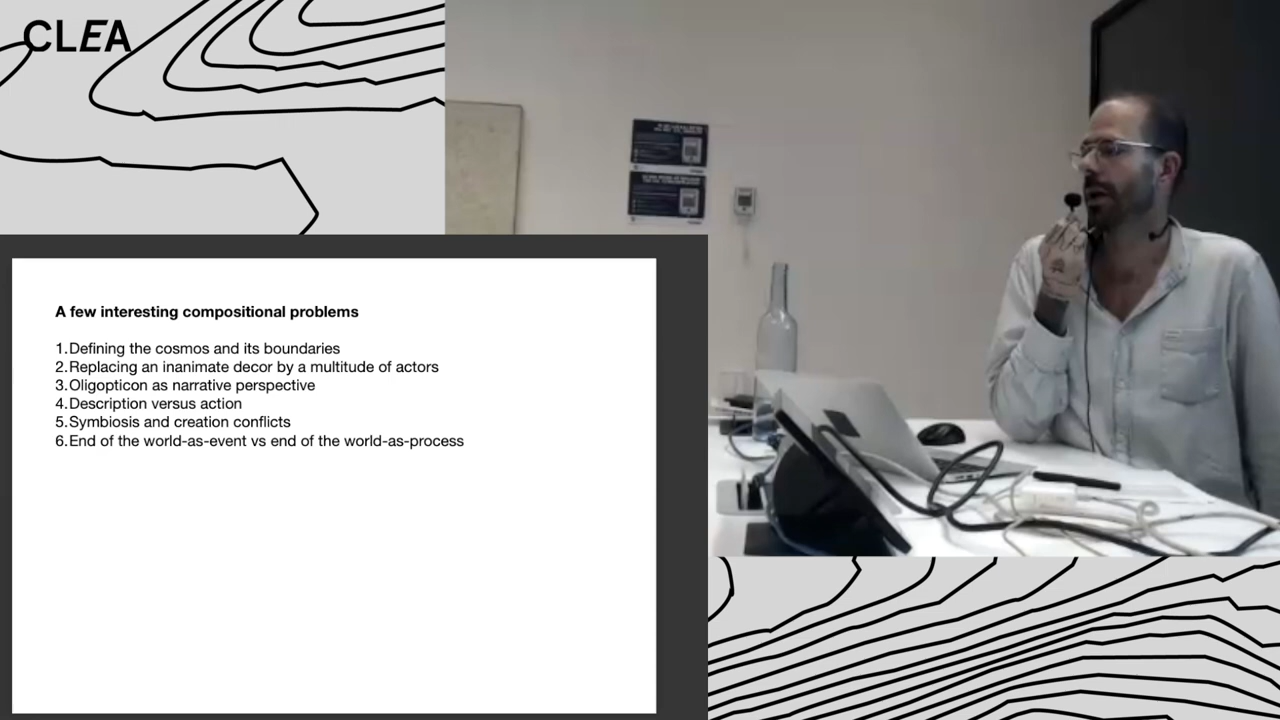 CLEA
A few interesting compositional problems
1.Defining the cosmos and its boundaries
2.Replacing an inanimate decor by a multitude of actors
3.Oligopticon as narrative perspective
4.Description versus action
5.Symbiosis and creation conflicts
6.End of the world-as-event vs end of the world-as-process